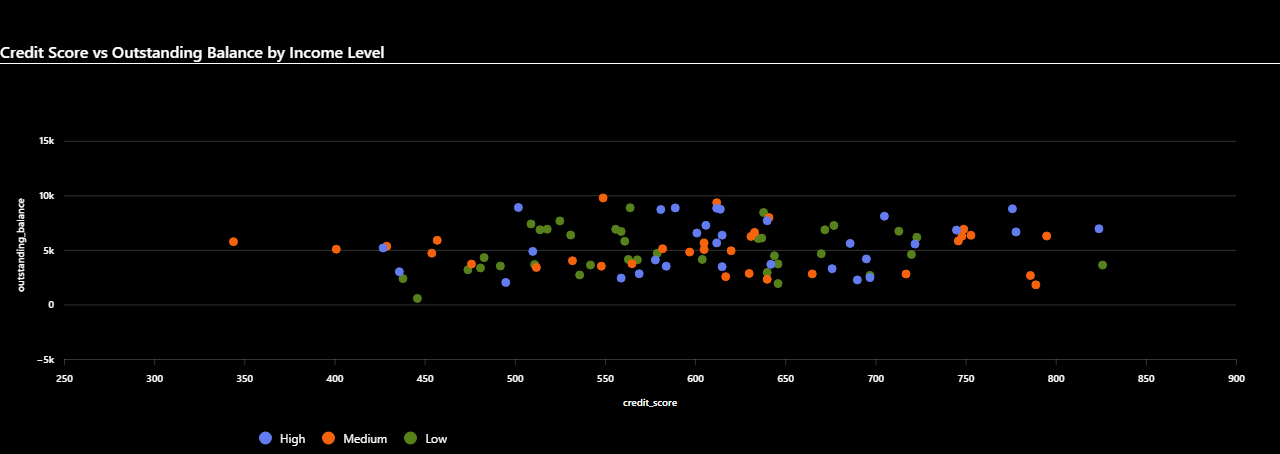 Credit Score vs Outstanding Balance by Income Level
15k
10k
5k
0
−5k
outstanding_balance
250 300 350 400 450 500 550 600 650 700 750 800 850 900
credit_score
High Medium Low